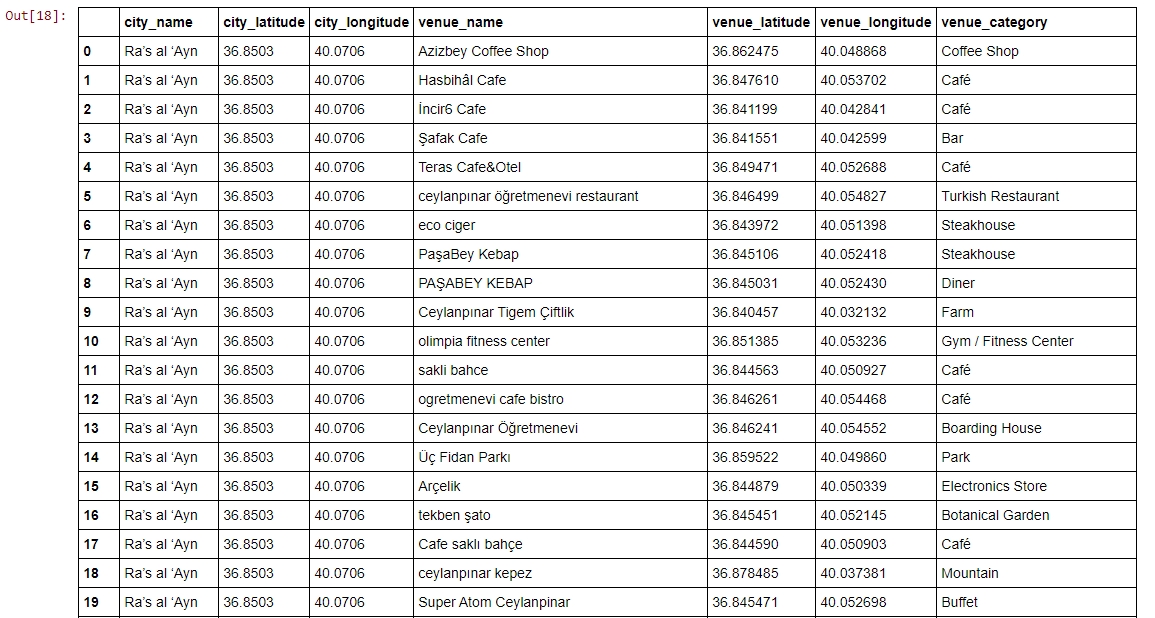 Out[18]:
city_name city_latitude city_longitude venue_name venue_latitude venue_longitude venue_category
0 Ra’s al ‘Ayn 36.8503 40.0706 Azizbey Coffee Shop 36.862475 40.048868 Coffee Shop
1 Ra’s al ‘Ayn 36.8503 40.0706 Hasbihâl Cafe 36.847610 40.053702 Café
2 Ra’s al ‘Ayn 36.8503 40.0706 İncir6 Cafe 36.841199 40.042841 Café
3 Ra’s al ‘Ayn 36.8503 40.0706 Şafak Cafe 36.841551 40.042599 Bar
4 Ra’s al ‘Ayn 36.8503 40.0706 Teras Cafe&Otel 36.849471 40.052688 Café
5 Ra’s al ‘Ayn 36.8503 40.0706 ceylanpınar öğretmenevi restaurant 36.846499 40.054827 Turkish Restaurant
6 Ra’s al ‘Ayn 36.8503 40.0706 eco ciger 36.843972 40.051398 Steakhouse
7 Ra’s al ‘Ayn 36.8503 40.0706 PaşaBey Kebap 36.845106 40.052418 Steakhouse
8 Ra’s al ‘Ayn 36.8503 40.0706 PAŞABEY KEBAP 36.845031 40.052430 Diner
9 Ra’s al ‘Ayn 36.8503 40.0706 Ceylanpınar Tigem Çiftlik 36.840457 40.032132 Farm
10 Ra’s al ‘Ayn 36.8503 40.0706 olimpia fitness center 36.851385 40.053236 Gym / Fitness Center
11 Ra’s al ‘Ayn 36.8503 40.0706 sakli bahce 36.844563 40.050927 Café
12 Ra’s al ‘Ayn 36.8503 40.0706 ogretmenevi cafe bistro 36.846261 40.054468 Café
13 Ra’s al ‘Ayn 36.8503 40.0706 Ceylanpınar Öğretmenevi 36.846241 40.054552 Boarding House
14 Ra’s al ‘Ayn 36.8503 40.0706 Üç Fidan Parkı 36.859522 40.049860 Park
15 Ra’s al ‘Ayn 36.8503 40.0706 Arçelik 36.844879 40.050339 Electronics Store
16 Ra’s al ‘Ayn 36.8503 40.0706 tekben şato 36.845451 40.052145 Botanical Garden
17 Ra’s al ‘Ayn 36.8503 40.0706 Cafe saklı bahçe 36.844590 40.050903 Café
18 Ra’s al ‘Ayn 36.8503 40.0706 ceylanpınar kepez 36.878485 40.037381 Mountain
19 Ra’s al ‘Ayn 36.8503 40.0706 Super Atom Ceylanpinar 36.845471 40.052698 Buffet